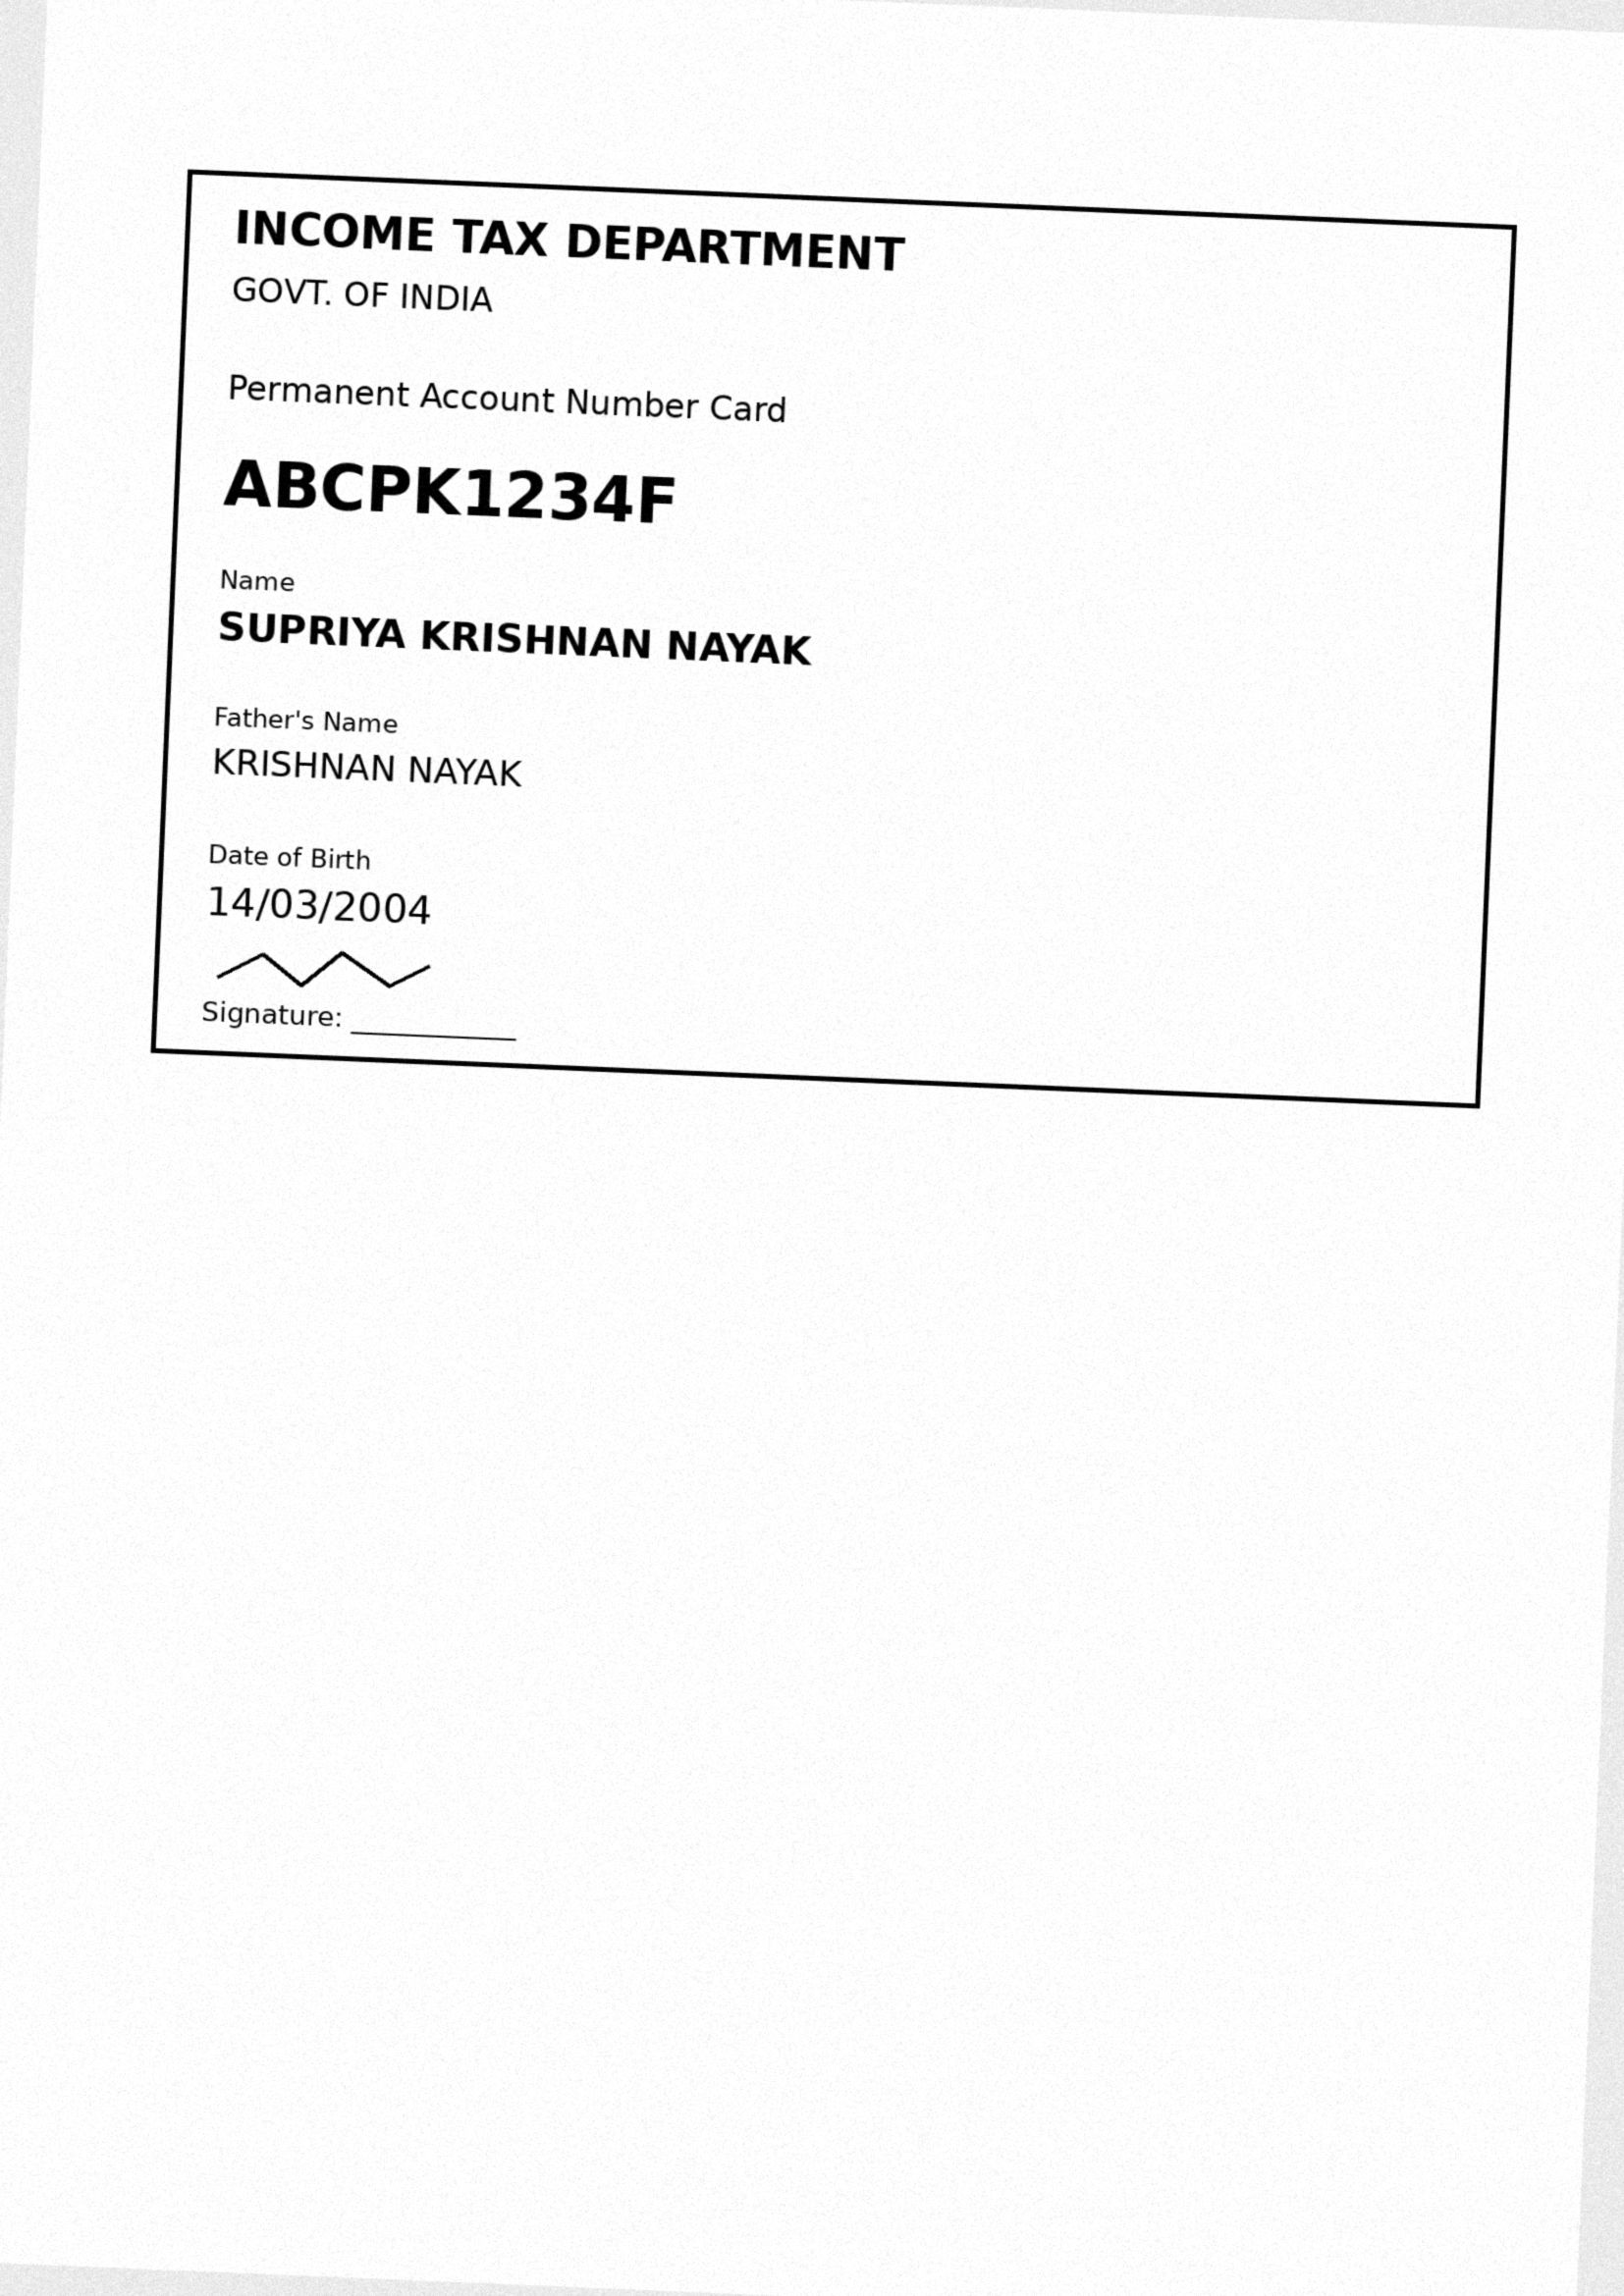 INCOME TAX DEPARTMENT
GOVT. OF INDIA
Permanent Account Number Card
ABCPK1234F
Name
SUPRIYA KRISHNAN NAYAK
Father's Name
KRISHNAN NAYAK
Date of Birth
14/03/2004
Signature: ____________